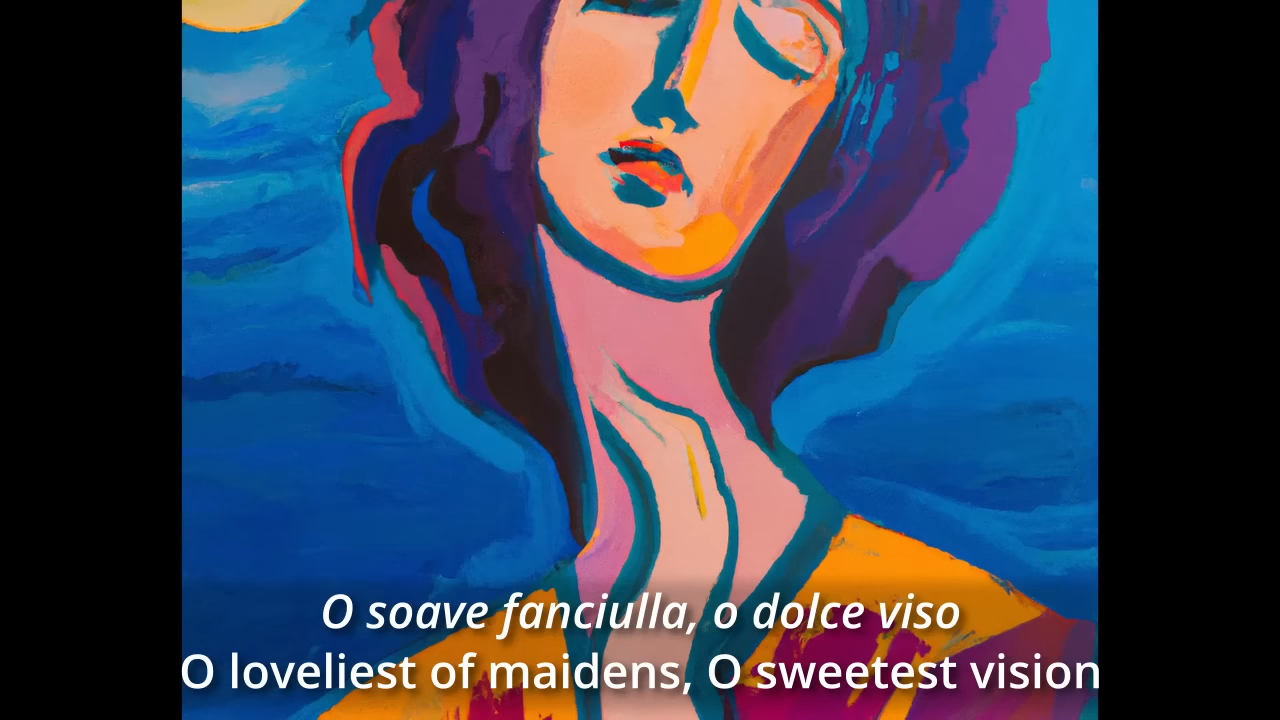 O soave fanciulla, o dolce viso
O loveliest of maidens, O sweetest vision